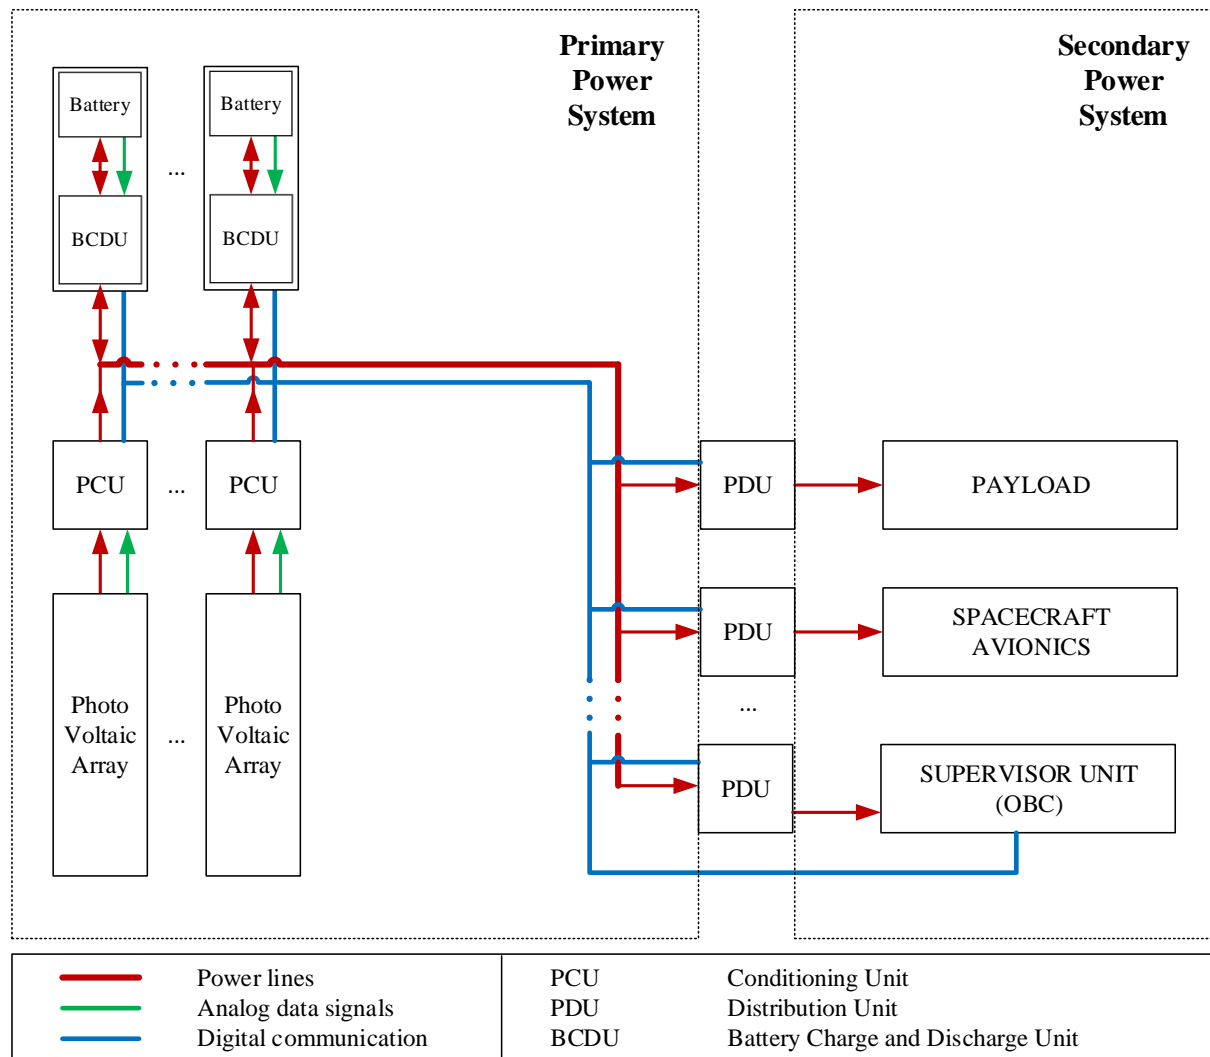 Primary
Power
System
Secondary
Power
System
Battery
Battery
...
BCDU
BCDU
PCU
...
PCU
PDU
PAYLOAD
PDU
SPACECRAFT
AVIONICS
...
Photo
Voltaic
Array
...
Photo
Voltaic
Array
PDU
SUPERVISOR UNIT
(OBC)
Power lines
Analog data signals
Digital communication
PCU Conditioning Unit
PDU Distribution Unit
BCDU Battery Charge and Discharge Unit